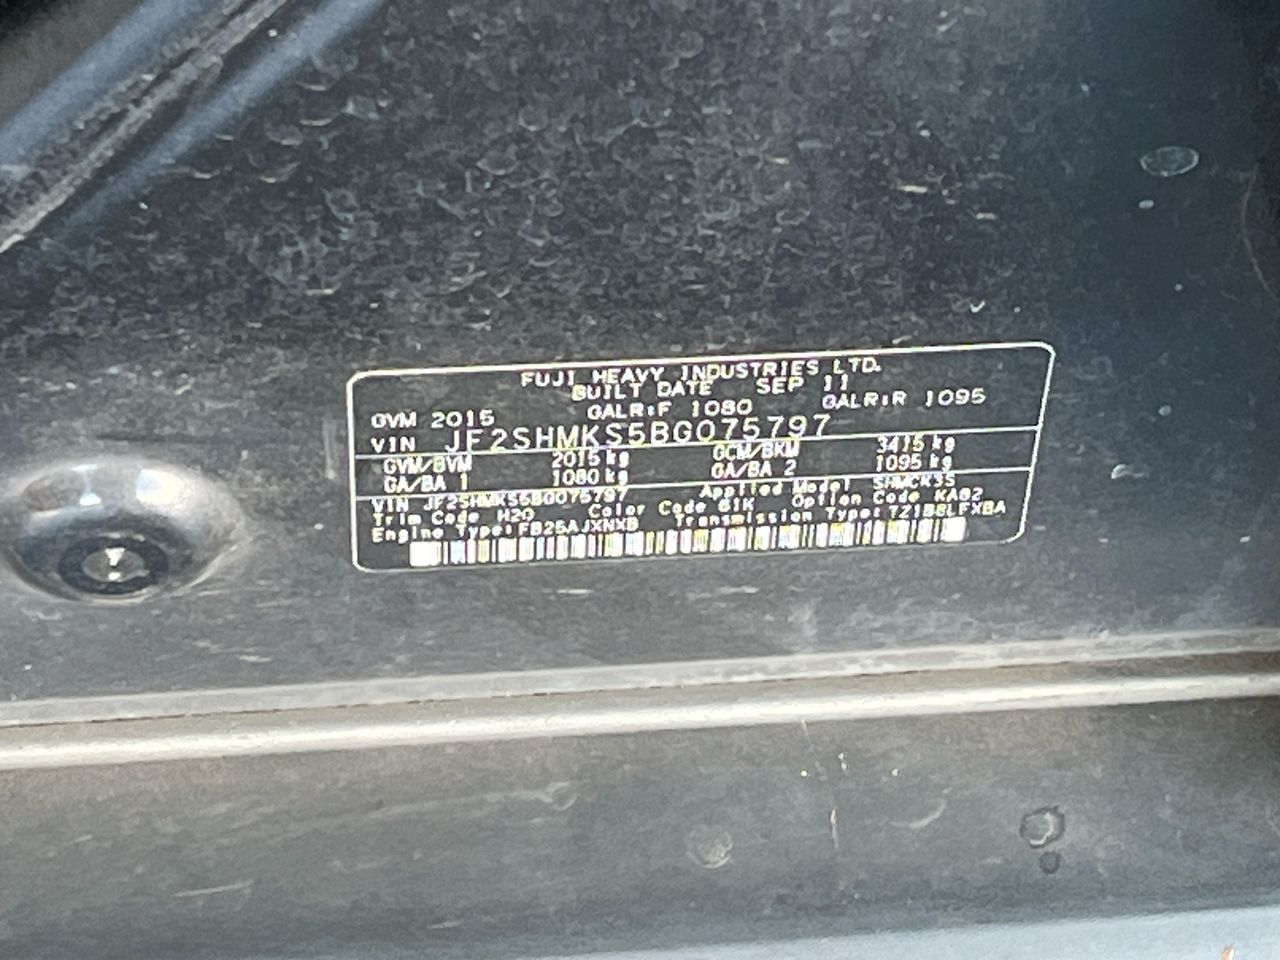 FUJI HEAVY INDUSTRIES LTD.
BUILT DATE SEP 11
GVM 2015 GALR:F 1080 GALR:R 1095
VIN JF2SHMKS5BG075797
GVM/BVM 2015 kg GCM/BKM 3415 kg
GA/BA 1 1080 kg GA/BA 2 1095 kg
VIN JF2SHMKS5BG075797 Applied Model SHMCK3S
Trim Code H20 Color Code 61K Option Code KA82
Engine Type: FB25AJXNXB Transmission Type: